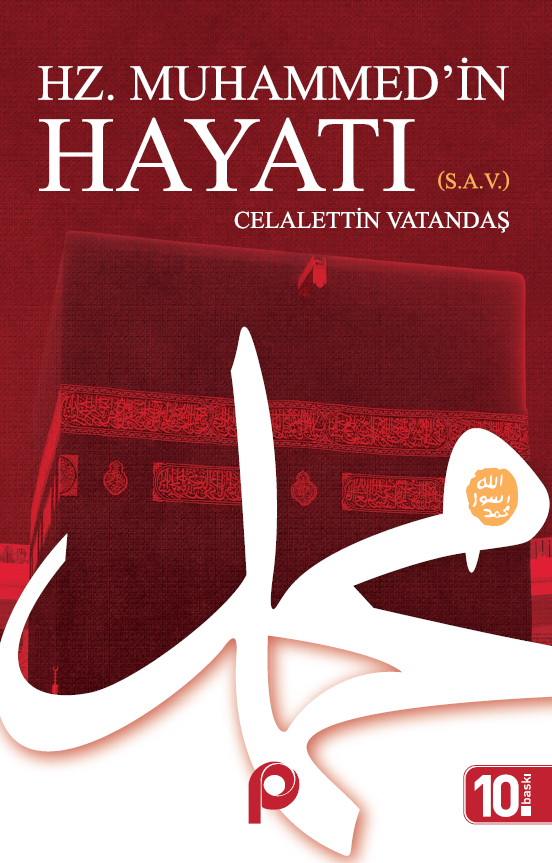 HZ. MUHAMMED’İN
HAYATI
(S.A.V.)
CELALETTİN VATANDAŞ
الله
رسول
محمد
محمد
10.
baskı